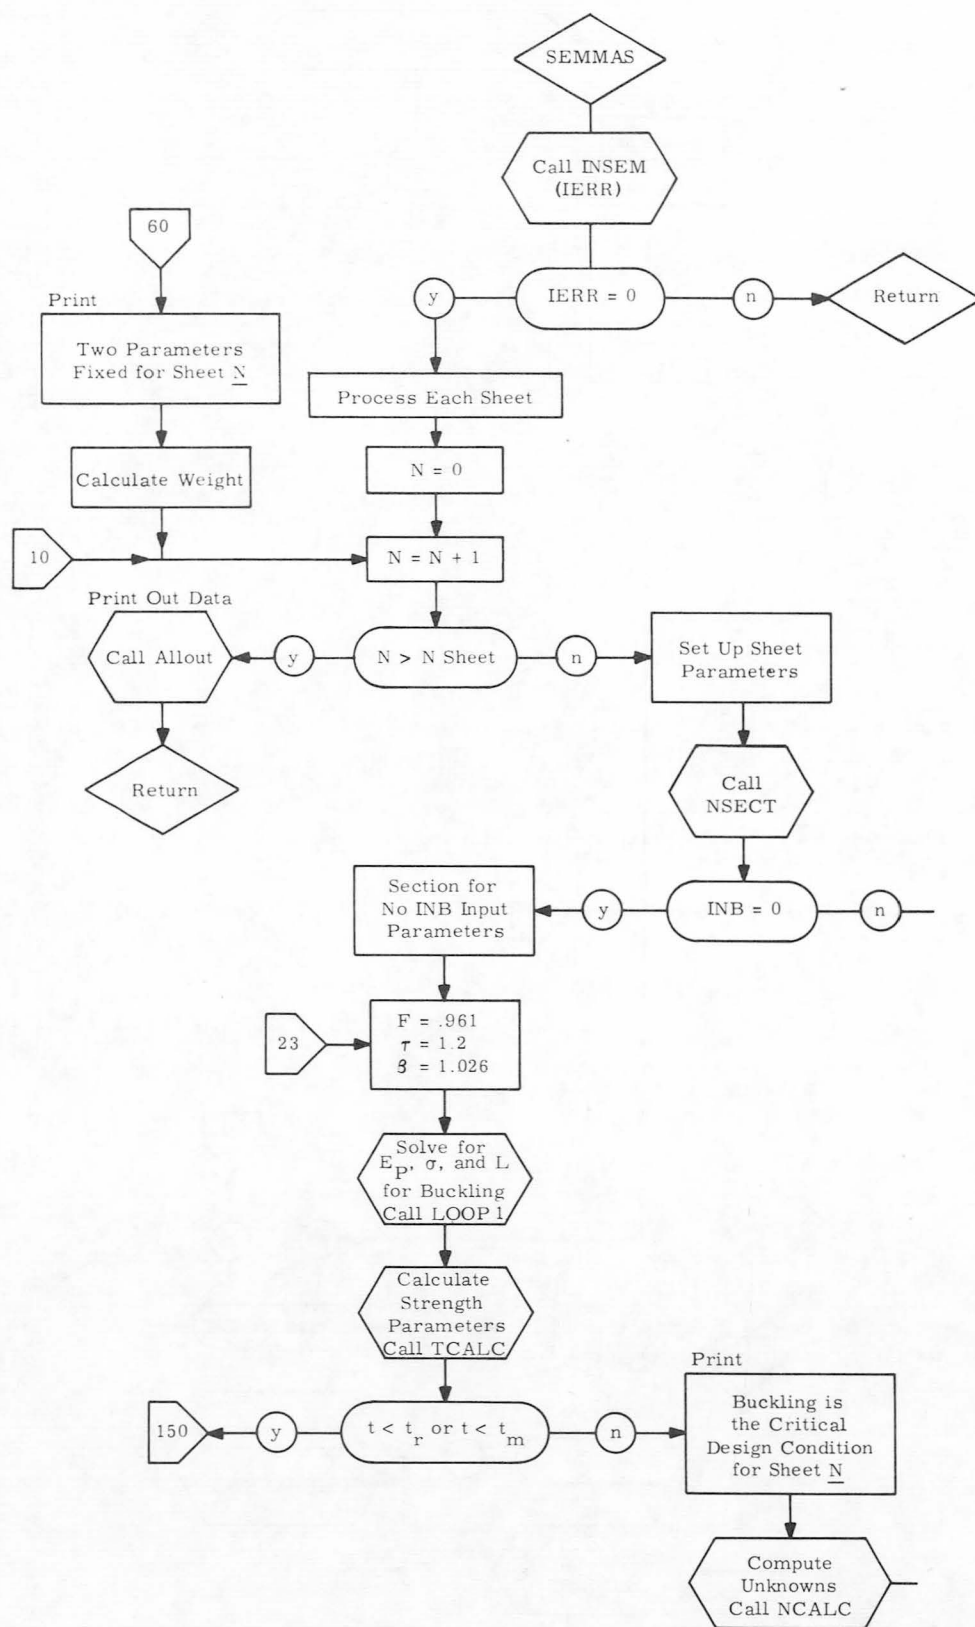 SEMMAS
Call INSEM
(IERR)
60
Print
y
IERR = 0
n
Return
Two Parameters
Fixed for Sheet N
Process Each Sheet
Calculate Weight
N = 0
10
N = N + 1
Print Out Data
Call Allout
y
N > N Sheet
n
Set Up Sheet
Parameters
Return
Call
NSECT
Section for
No INB Input
Parameters
y
INB = 0
n
23
F = .961
τ = 1.2
β = 1.026
Solve for
E_P, σ, and L
for Buckling
Call LOOP 1
Calculate
Strength
Parameters
Call TCALC
Print
150
y
t < t_r or t < t_m
n
Buckling is
the Critical
Design Condition
for Sheet N
Compute
Unknowns
Call NCALC